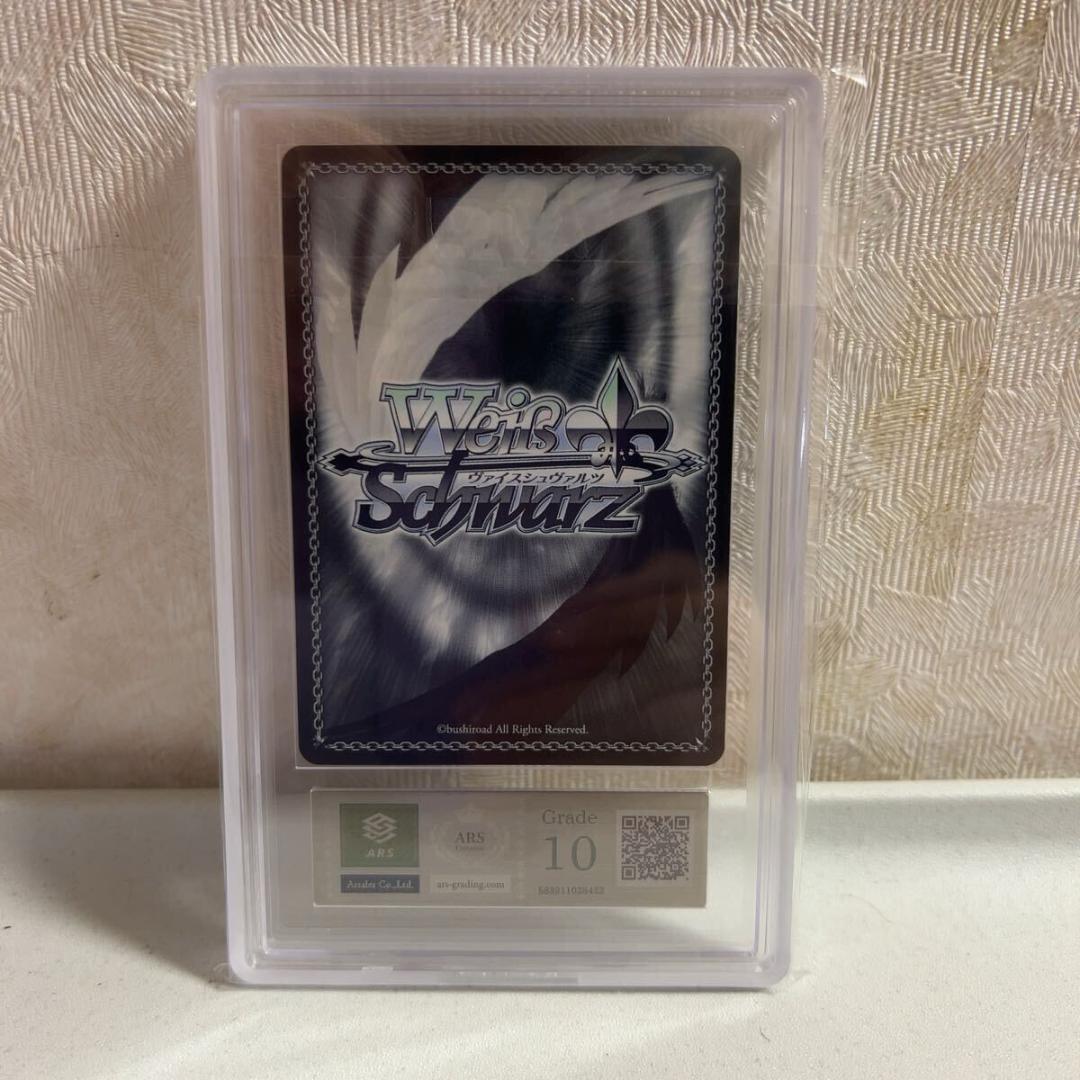 Weiß
ヴァイスシュヴァルツ
Schwarz
©bushiroad All Rights Reserved.
ARS
ARS
Grade
10
Artalex Co.,Ltd.
ars-grading.com